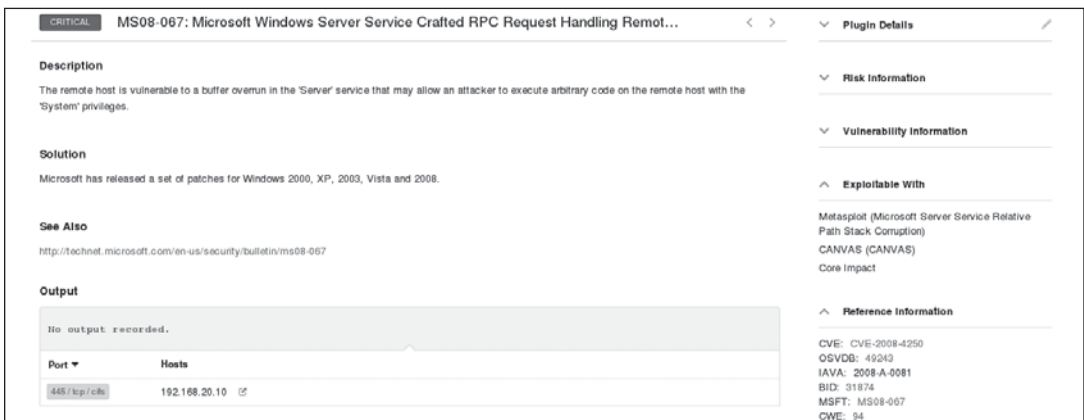 CRITICAL MS08-067: Microsoft Windows Server Service Crafted RPC Request Handling Remot...
Description
The remote host is vulnerable to a buffer overrun in the 'Server' service that may allow an attacker to execute arbitrary code on the remote host with the
'System' privileges.
Solution
Microsoft has released a set of patches for Windows 2000, XP, 2003, Vista and 2008.
See Also
http://technet.microsoft.com/en-us/security/bulletin/ms08-067
Output
No output recorded.
Port Hosts
445 / tcp / cifs 192.168.20.10
Plugin Details
Risk Information
Vulnerability Information
Exploitable With
Metasploit (Microsoft Server Service Relative
Path Stack Corruption)
CANVAS (CANVAS)
Core Impact
Reference Information
CVE: CVE-2008-4250
OSVDB: 49243
IAVA: 2008-A-0081
BID: 31874
MSFT: MS08-067
CWE: 94